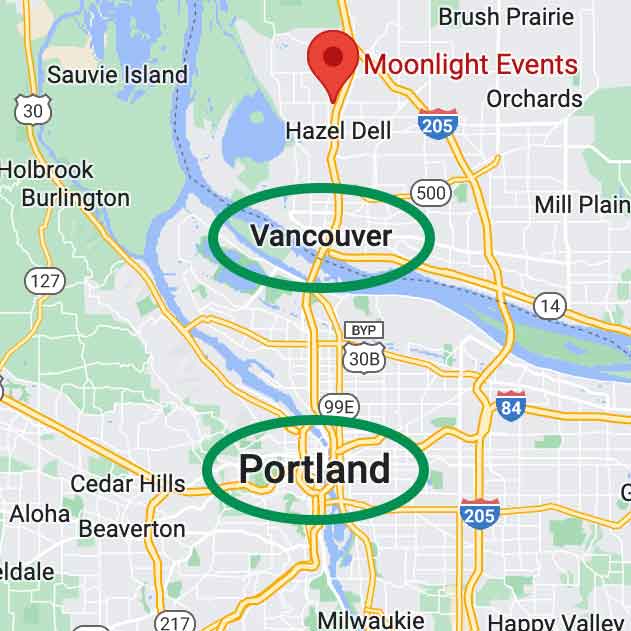 Brush Prairie
Moonlight Events
Sauvie Island
Orchards
30
205
Hazel Dell
Holbrook
Burlington
500
Mill Plain
Vancouver
127
14
BYP
30B
99E
84
Portland
Cedar Hills
205
Aloha
Beaverton
eldale
217
Milwaukie
Happy Valley